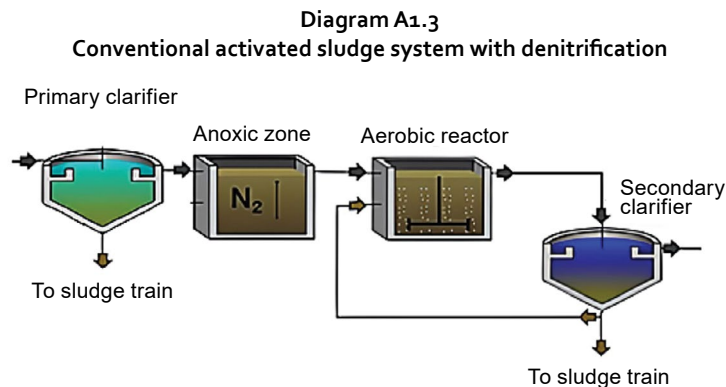 Diagram A1.3
Conventional activated sludge system with denitrification
Primary clarifier
Anoxic zone
Aerobic reactor
Secondary
clarifier
N₂
To sludge train
To sludge train